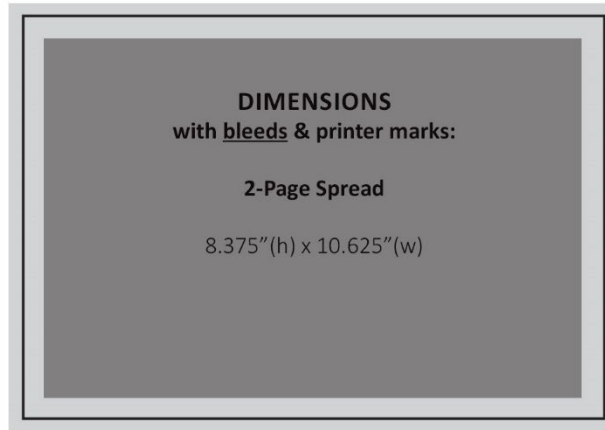 DIMENSIONS
with bleeds & printer marks:
2-Page Spread
8.375”(h) x 10.625”(w)